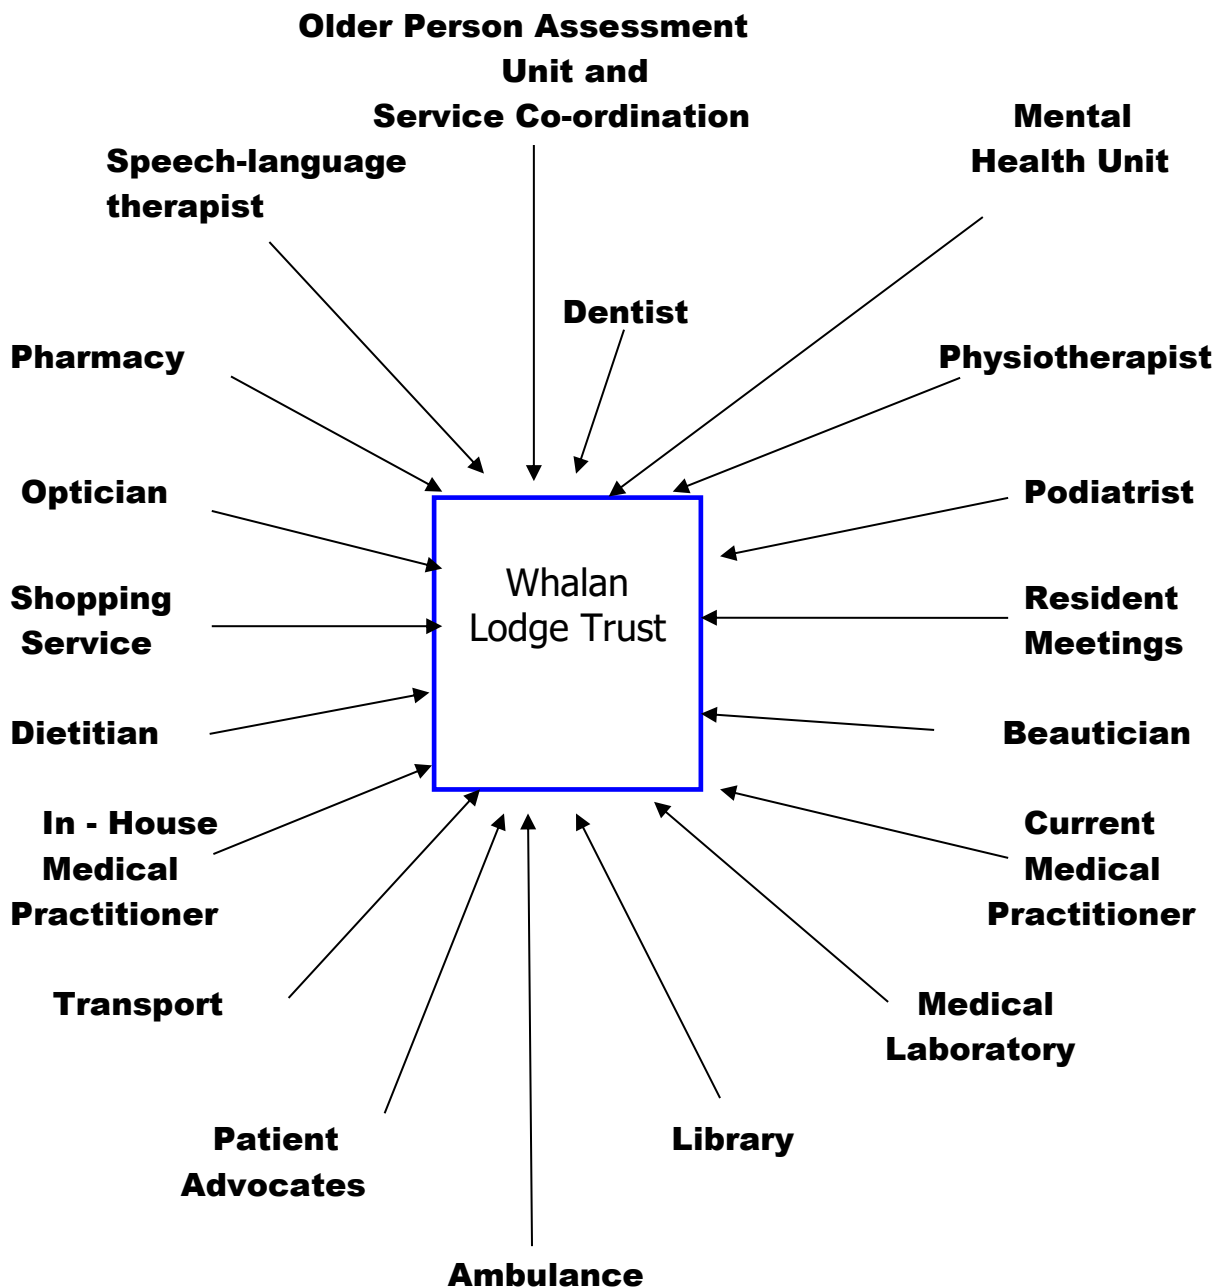 Older Person Assessment
Unit and
Service Co-ordination
Mental
Health Unit
Speech-language
therapist
Dentist
Pharmacy
Physiotherapist
Optician
Podiatrist
Whalan
Lodge Trust
Shopping
Service
Resident
Meetings
Dietitian
Beautician
In - House
Medical
Practitioner
Current
Medical
Practitioner
Transport
Medical
Laboratory
Patient
Advocates
Library
Ambulance